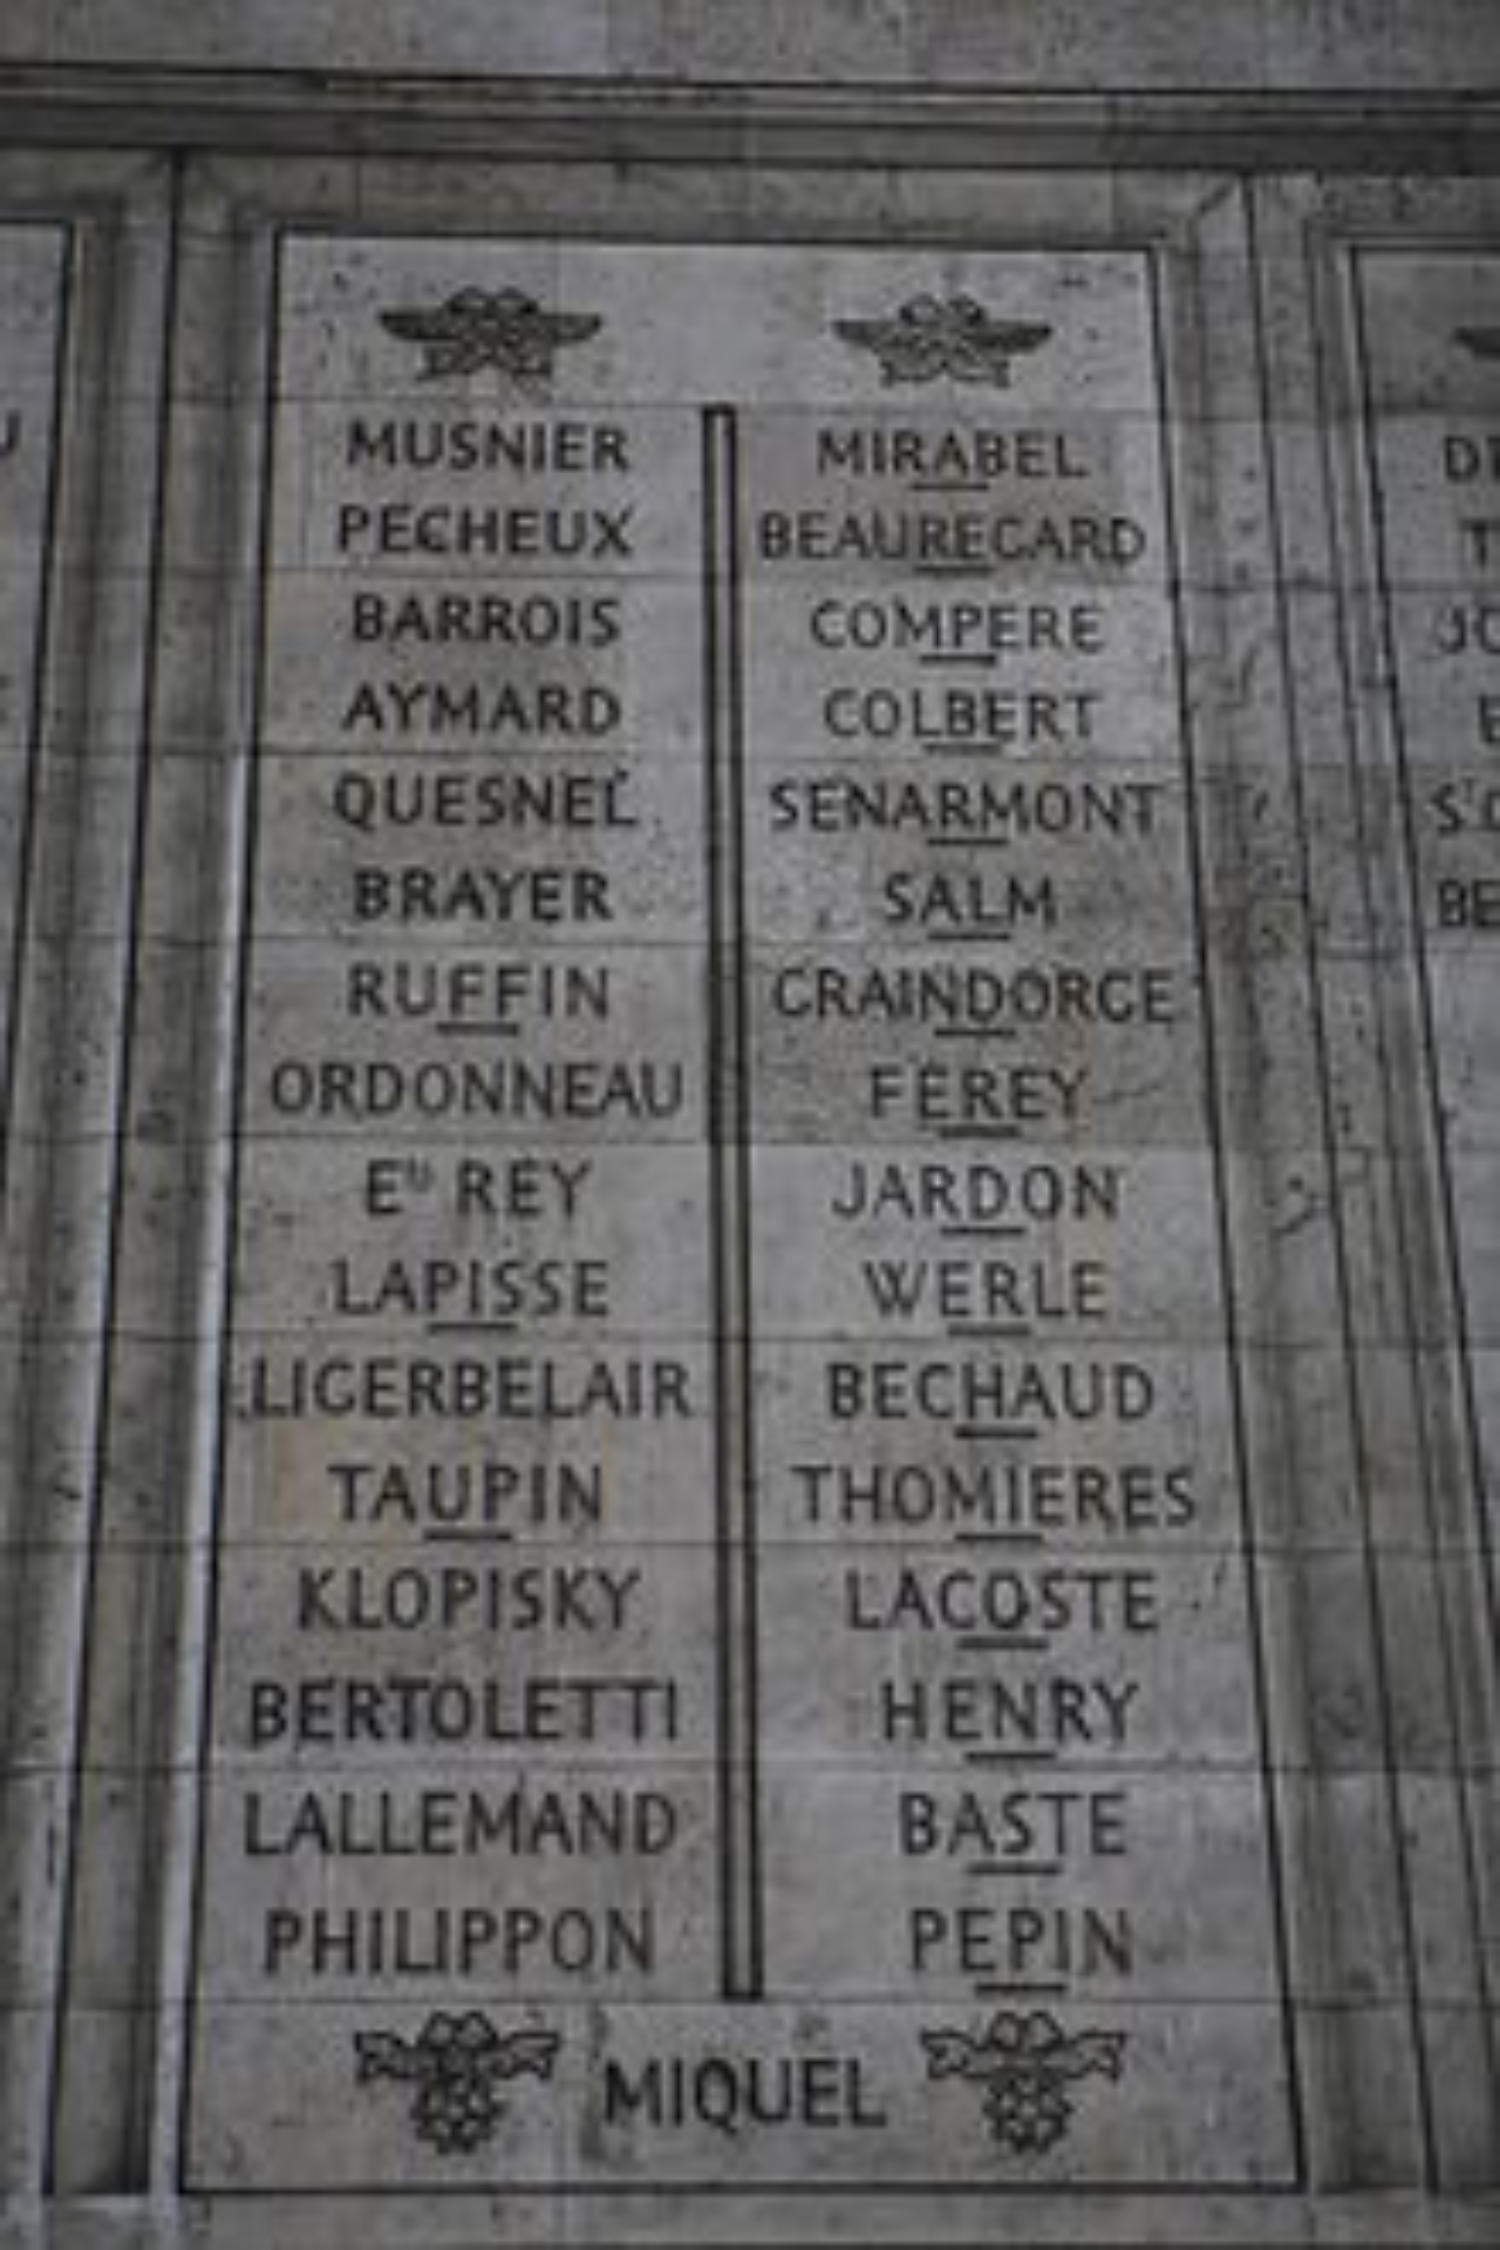 MUSNIER
PECHEUX
BARROIS
AYMARD
QUESNEL
BRAYER
RUFFIN
ORDONNEAU
EL REY
LAPISSE
LIGERBELAIR
TAUPIN
KLOPISKY
BERTOLETTI
LALLEMAND
PHILIPPON
MIRABEL
BEAUREGARD
COMPERE
COLBERT
SENARMONT
SALM
GRAINDORGE
FEREY
JARDON
WERLE
BECHAUD
THOMIERES
LACOSTE
HENRY
BASTE
PEPIN
MIQUEL